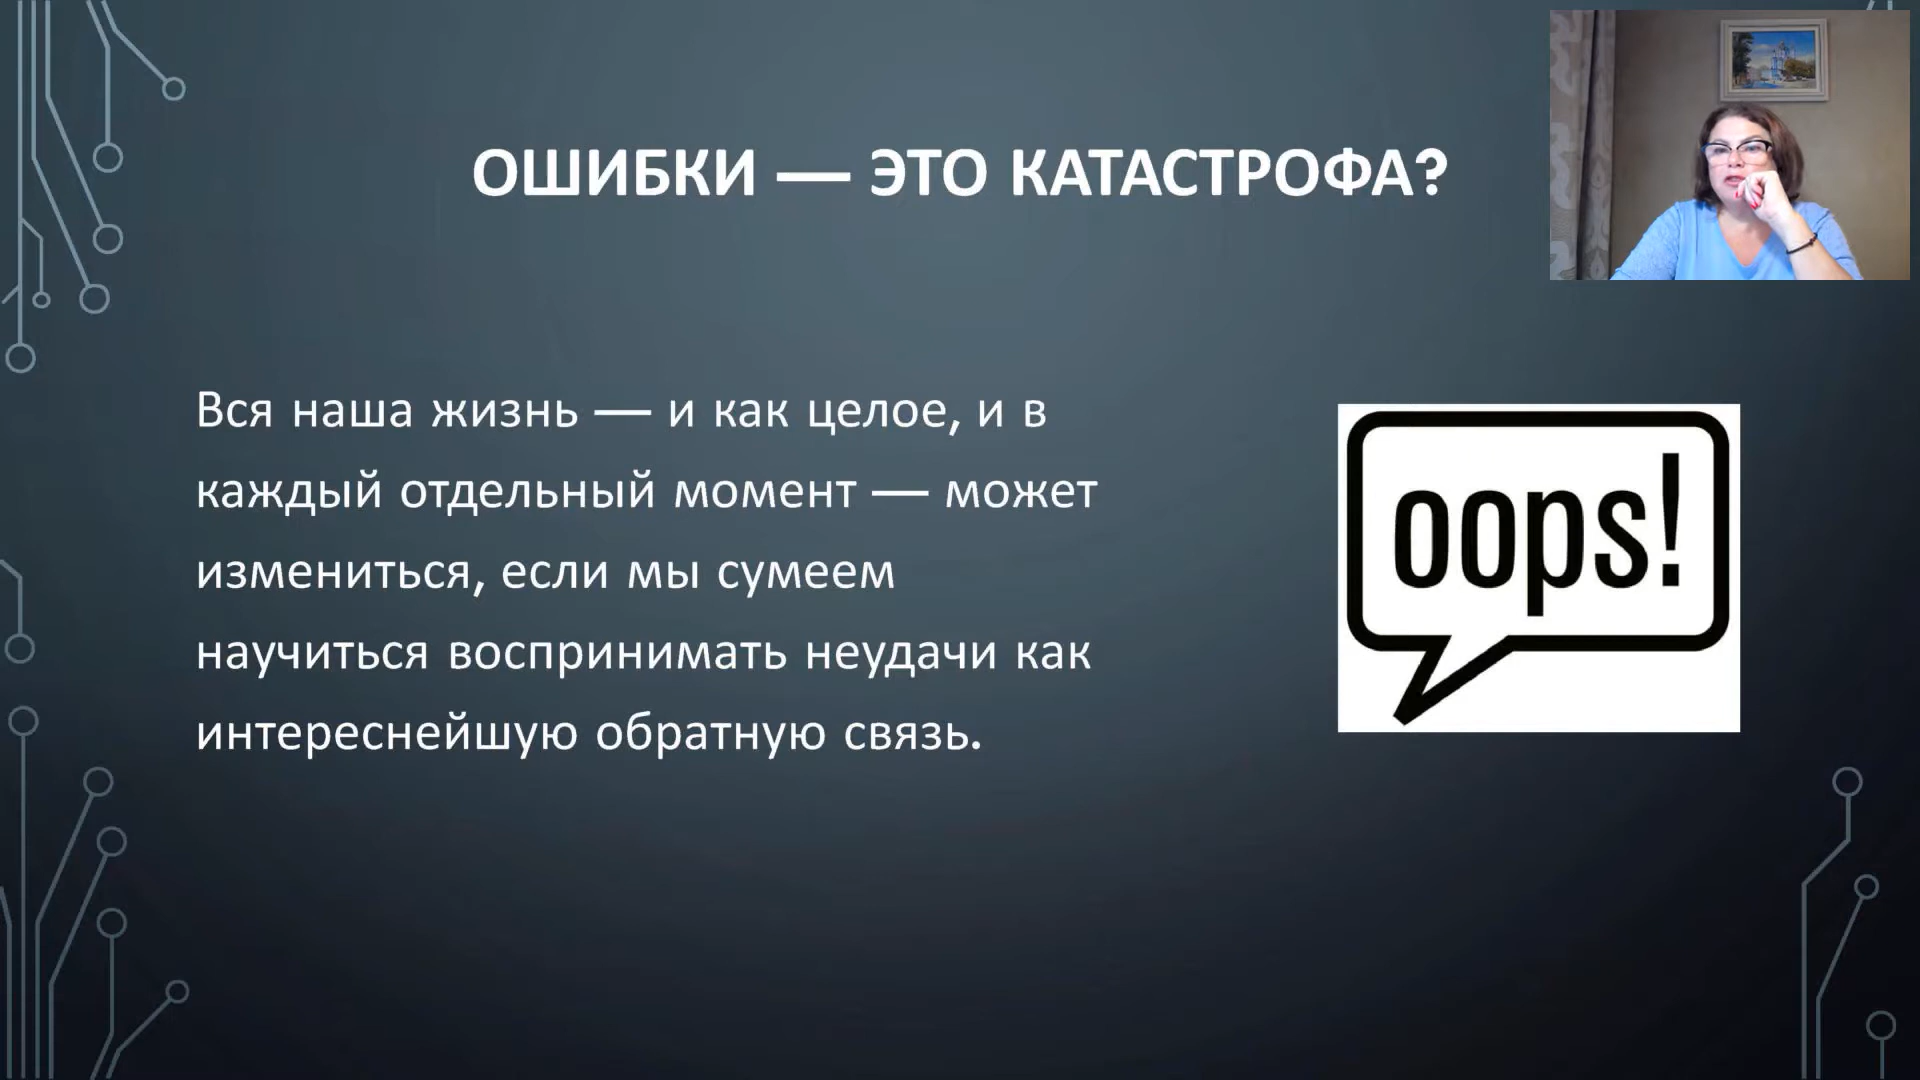 ОШИБКИ — ЭТО КАТАСТРОФА?
Вся наша жизнь — и как целое, и в
каждый отдельный момент — может
измениться, если мы сумеем
научиться воспринимать неудачи как
интереснейшую обратную связь.
oops!